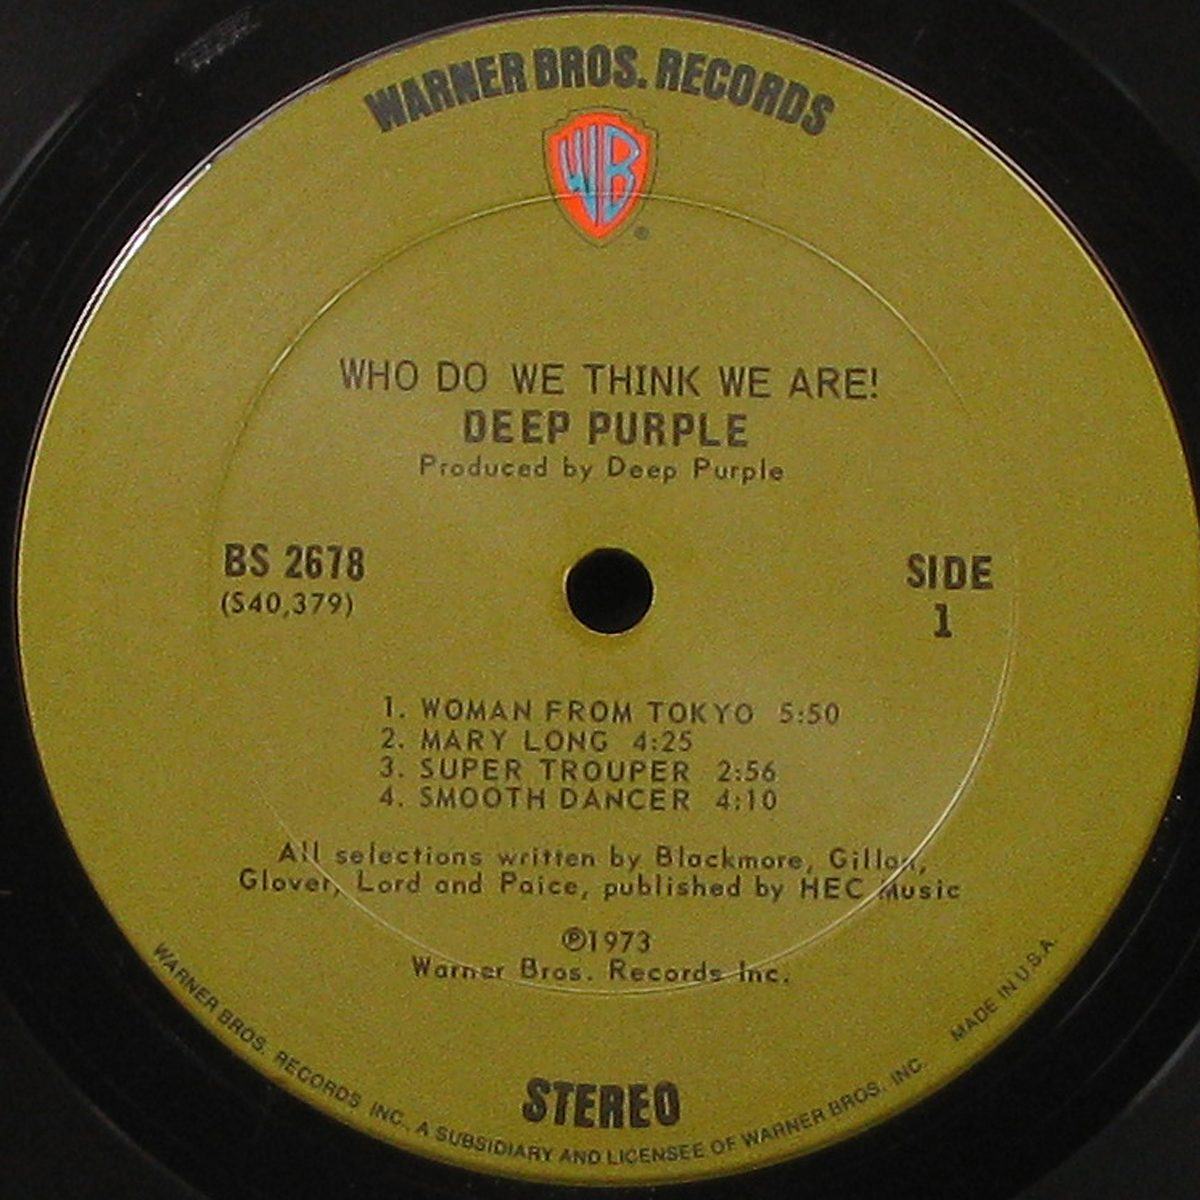 WARNER BROS. RECORDS
WB
®
WHO DO WE THINK WE ARE!
DEEP PURPLE
Produced by Deep Purple
BS 2678
(S40,379)
SIDE
1
1. WOMAN FROM TOKYO 5:50
2. MARY LONG 4:25
3. SUPER TROUPER 2:56
4. SMOOTH DANCER 4:10
All selections written by Blackmore, Gillan,
Glover, Lord and Paice, published by HEC Music
℗1973
Warner Bros. Records Inc.
STEREO
WARNER BROS. RECORDS INC., A SUBSIDIARY AND LICENSEE OF WARNER BROS. INC. MADE IN U.S.A.